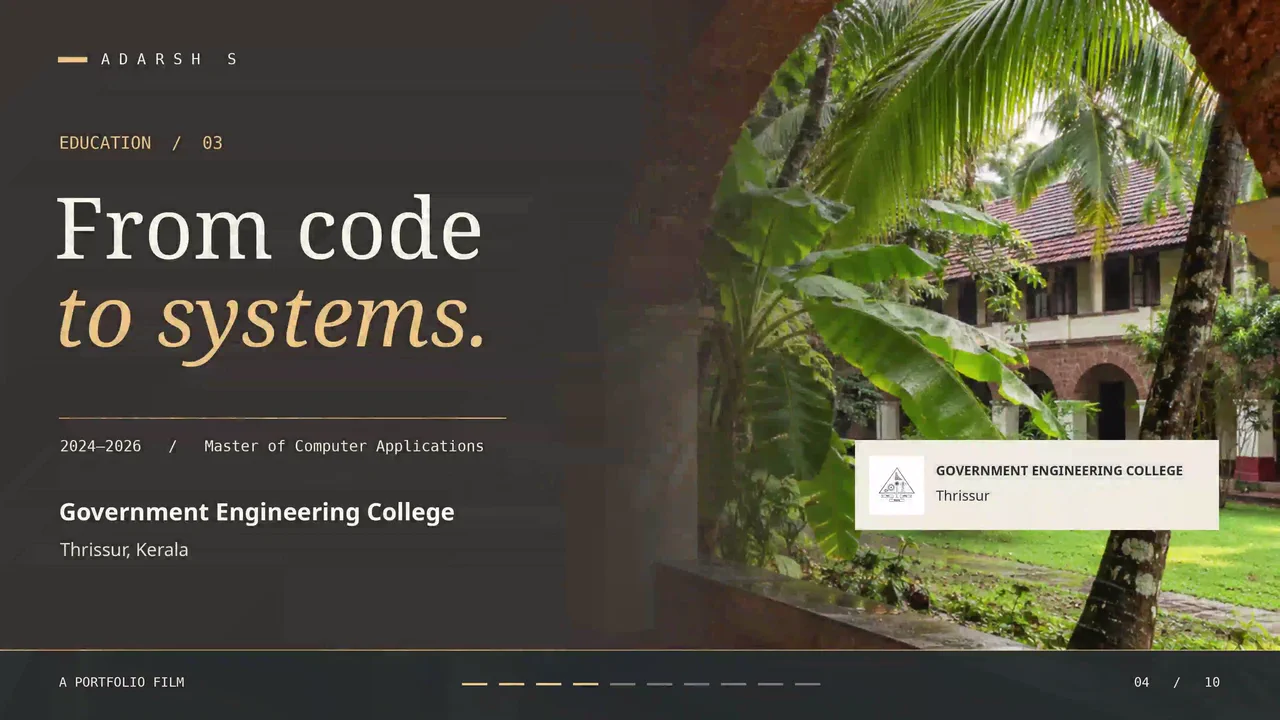 ADARSH S
EDUCATION / 03
From code
to systems.
2024–2026 / Master of Computer Applications
Government Engineering College
Thrissur, Kerala
GOVERNMENT ENGINEERING COLLEGE
Thrissur
A PORTFOLIO FILM
04 / 10